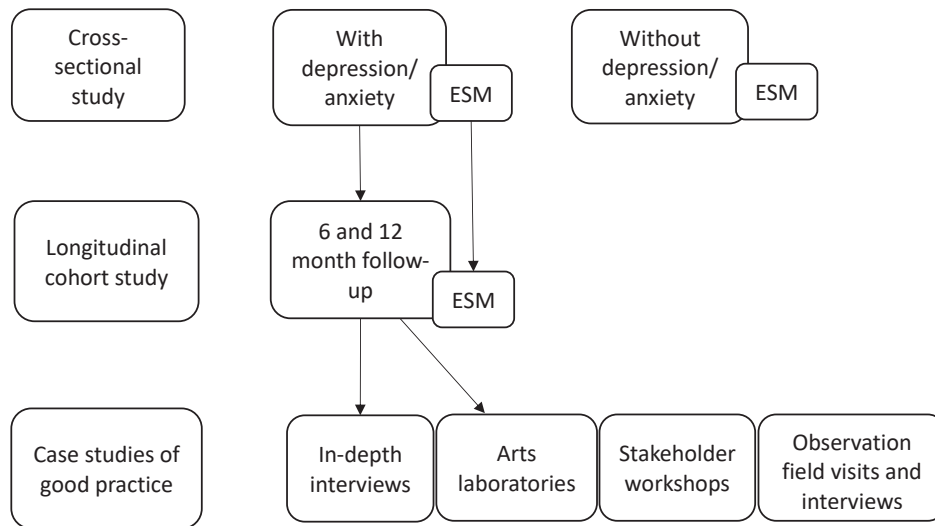 Cross-
sectional
study
With
depression/
anxiety
ESM
Without
depression/
anxiety
ESM
Longitudinal
cohort study
6 and 12
month follow-
up
ESM
Case studies of
good practice
In-depth
interviews
Arts
laboratories
Stakeholder
workshops
Observation
field visits and
interviews